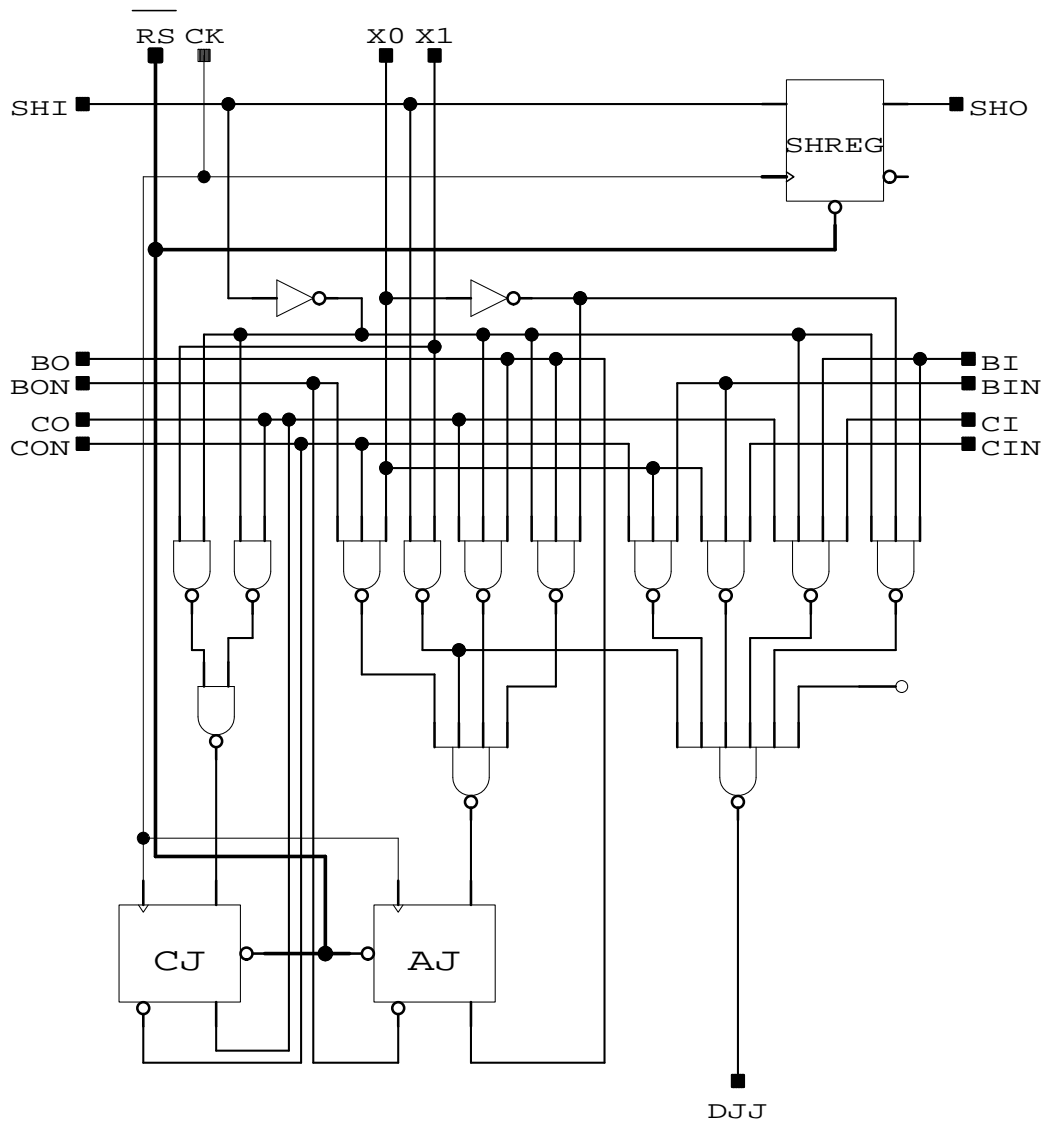 RS CK X0 X1
SHI SHO
SHREG
BO BI
BON BIN
CO CI
CON CIN
CJ AJ
DJJ